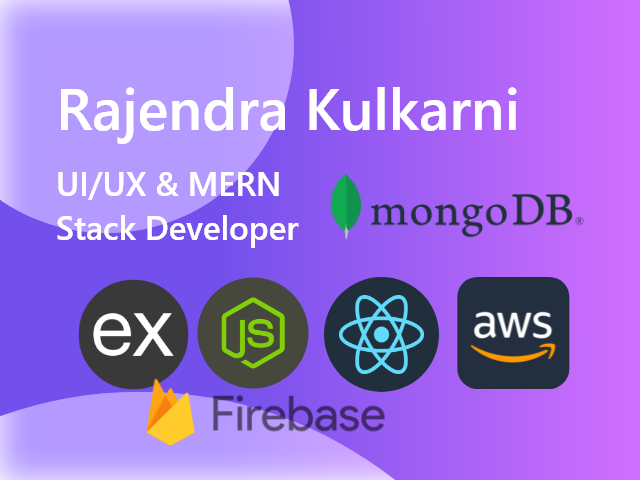 Rajendra Kulkarni
UI/UX & MERN
Stack Developer
mongoDB®
ex
JS
aws
Firebase